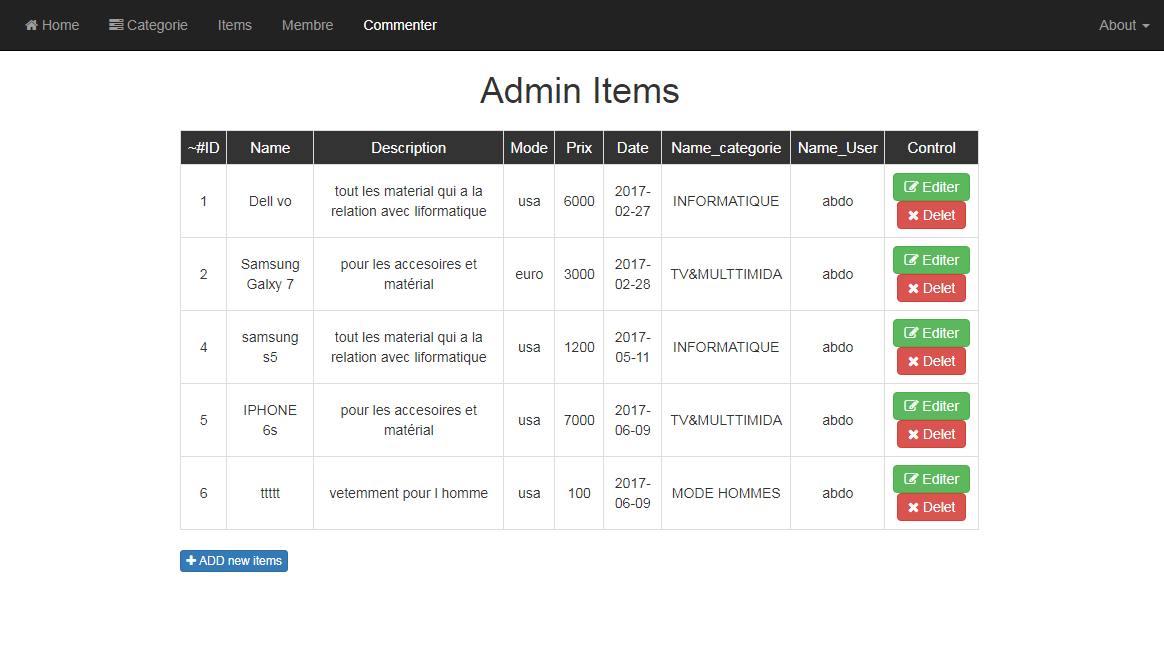 Home Categorie Items Membre Commenter About
Admin Items
~#ID Name Description Mode Prix Date Name_categorie Name_User Control
1 Dell vo tout les material qui a la relation avec liformatique usa 6000 2017-02-27 INFORMATIQUE abdo Editer Delet
2 Samsung Galxy 7 pour les accesoires et matérial euro 3000 2017-02-28 TV&MULTTIMIDA abdo Editer Delet
4 samsung s5 tout les material qui a la relation avec liformatique usa 1200 2017-05-11 INFORMATIQUE abdo Editer Delet
5 IPHONE 6s pour les accesoires et matérial usa 7000 2017-06-09 TV&MULTTIMIDA abdo Editer Delet
6 ttttt vetemment pour l homme usa 100 2017-06-09 MODE HOMMES abdo Editer Delet
ADD new items